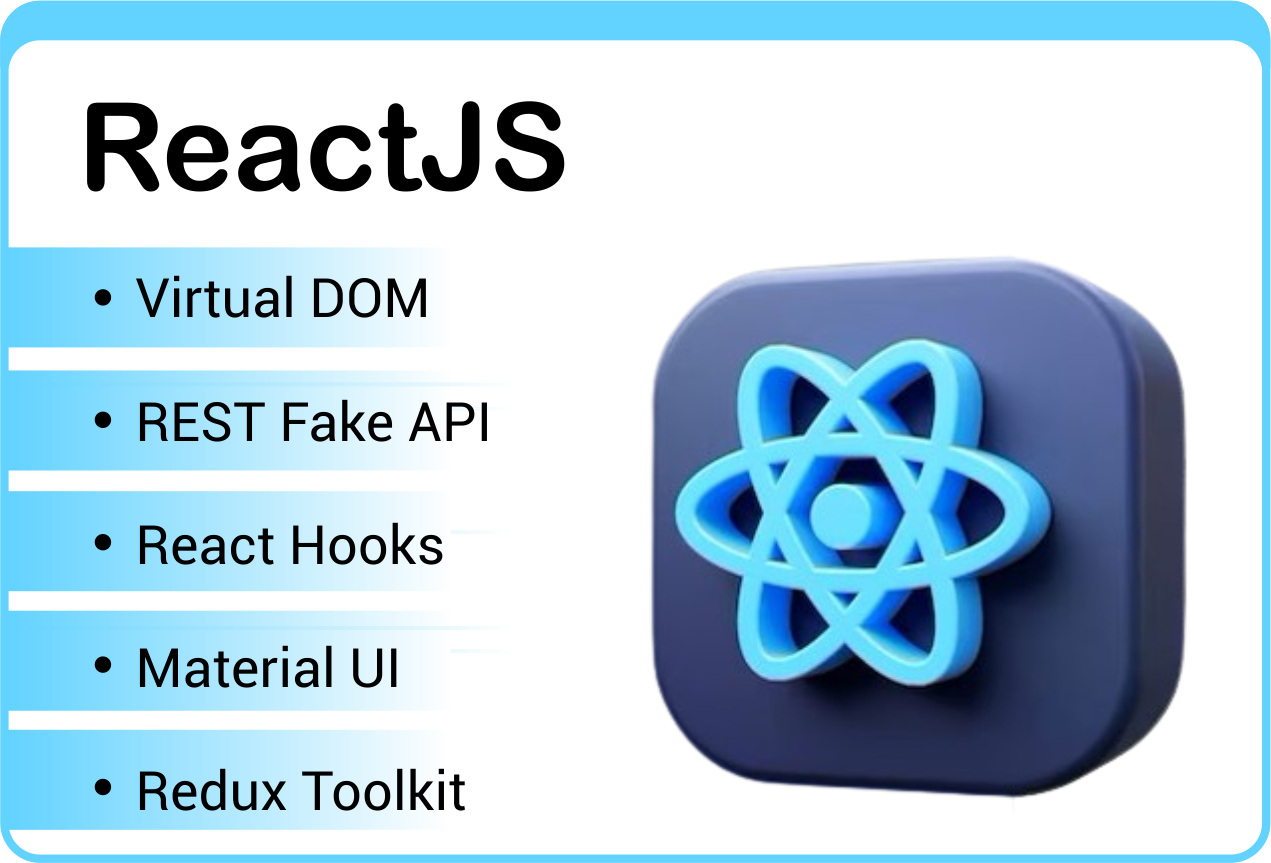 ReactJS
• Virtual DOM
• REST Fake API
• React Hooks
• Material UI
• Redux Toolkit